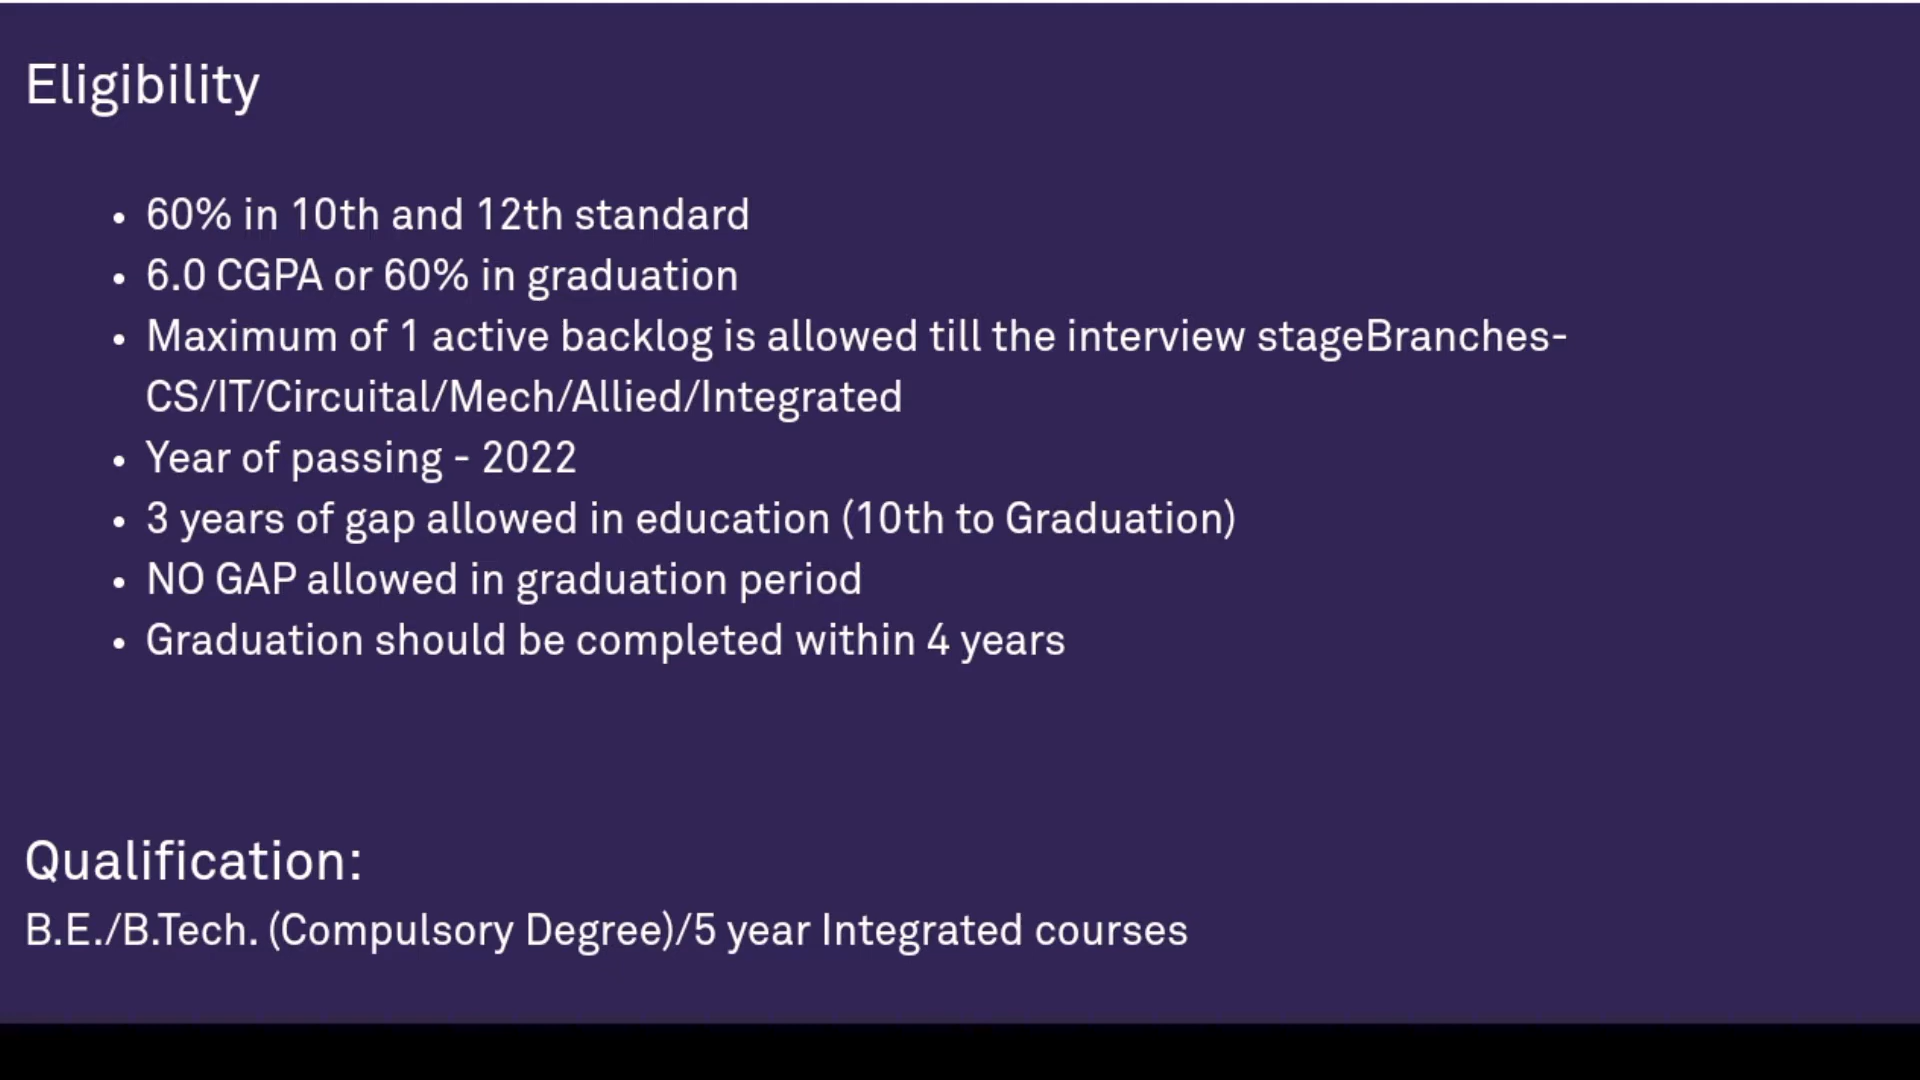 Eligibility
• 60% in 10th and 12th standard
• 6.0 CGPA or 60% in graduation
• Maximum of 1 active backlog is allowed till the interview stageBranches-
CS/IT/Circuital/Mech/Allied/Integrated
• Year of passing - 2022
• 3 years of gap allowed in education (10th to Graduation)
• NO GAP allowed in graduation period
• Graduation should be completed within 4 years
Qualification:
B.E./B.Tech. (Compulsory Degree)/5 year Integrated courses